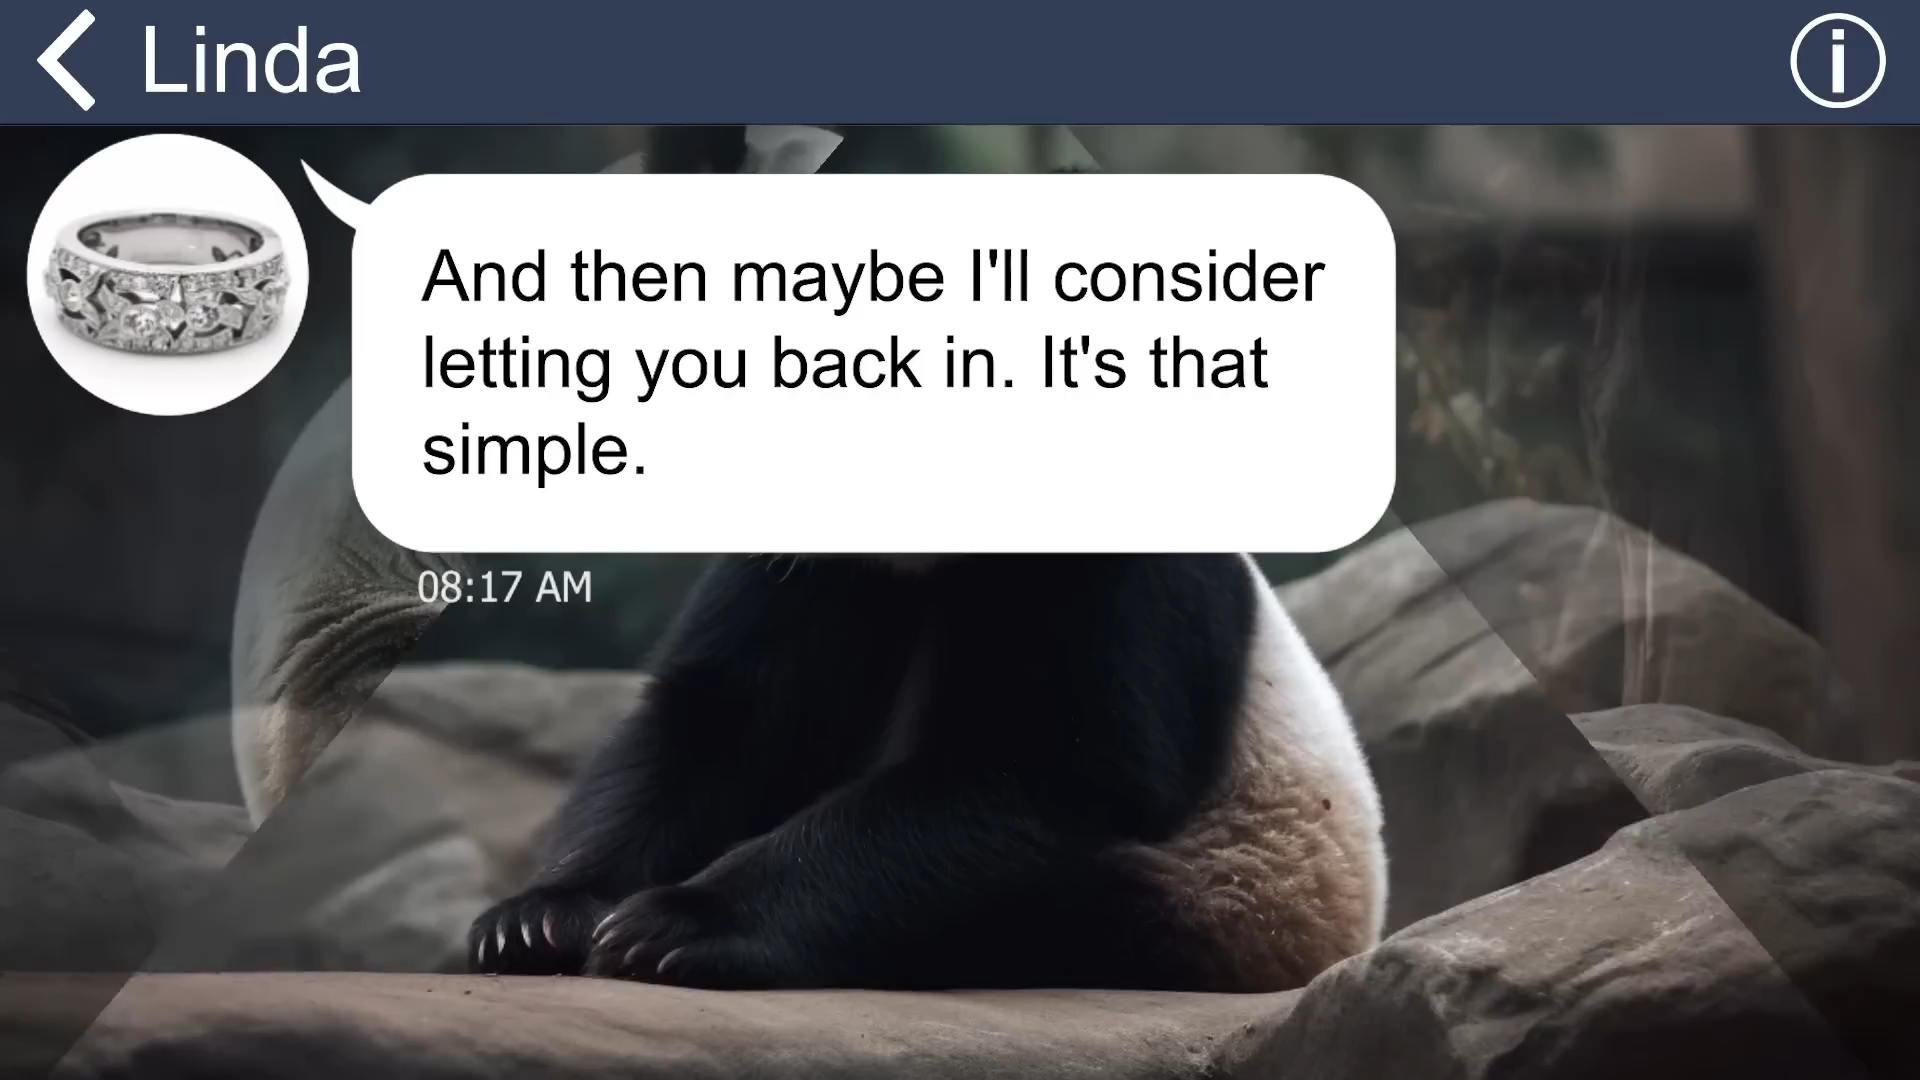 Linda
And then maybe I'll consider
letting you back in. It's that
simple.
08:17 AM